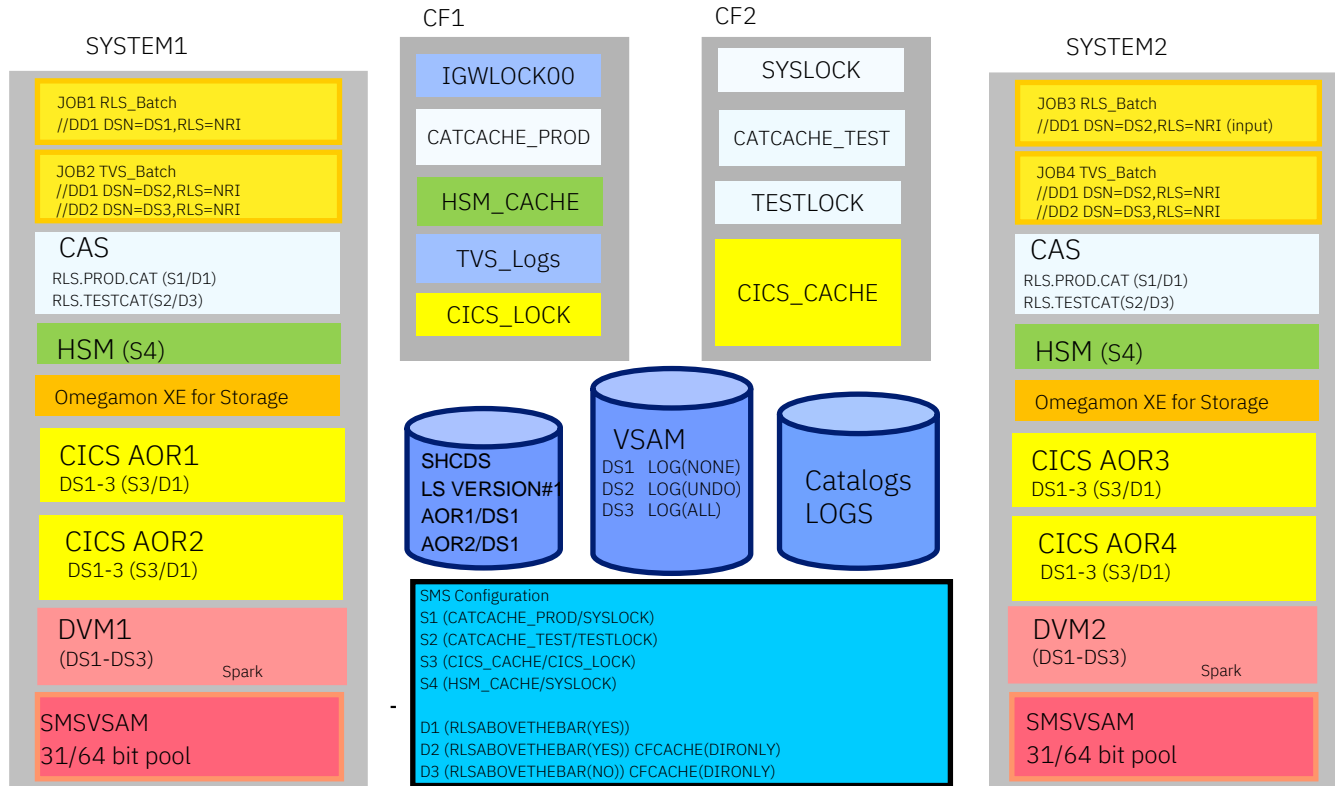 SYSTEM1
JOB1 RLS_Batch
//DD1 DSN=DS1,RLS=NRI
JOB2 TVS_Batch
//DD1 DSN=DS2,RLS=NRI
//DD2 DSN=DS3,RLS=NRI
CAS
RLS.PROD.CAT (S1/D1)
RLS.TESTCAT(S2/D3)
HSM (S4)
Omegamon XE for Storage
CICS AOR1
DS1-3 (S3/D1)
CICS AOR2
DS1-3 (S3/D1)
DVM1
(DS1-DS3)
Spark
SMSVSAM
31/64 bit pool
CF1
IGWLOCK00
CATCACHE_PROD
HSM_CACHE
TVS_Logs
CICS_LOCK
CF2
SYSLOCK
CATCACHE_TEST
TESTLOCK
CICS_CACHE
SHCDS
LS VERSION#1
AOR1/DS1
AOR2/DS1
VSAM
DS1 LOG(NONE)
DS2 LOG(UNDO)
DS3 LOG(ALL)
Catalogs
LOGS
SMS Configuration
S1 (CATCACHE_PROD/SYSLOCK)
S2 (CATCACHE_TEST/TESTLOCK)
S3 (CICS_CACHE/CICS_LOCK)
S4 (HSM_CACHE/SYSLOCK)
-
D1 (RLSABOVETHEBAR(YES))
D2 (RLSABOVETHEBAR(YES)) CFCACHE(DIRONLY)
D3 (RLSABOVETHEBAR(NO)) CFCACHE(DIRONLY)
SYSTEM2
JOB3 RLS_Batch
//DD1 DSN=DS2,RLS=NRI (input)
JOB4 TVS_Batch
//DD1 DSN=DS2,RLS=NRI
//DD2 DSN=DS3,RLS=NRI
CAS
RLS.PROD.CAT (S1/D1)
RLS.TESTCAT(S2/D3)
HSM (S4)
Omegamon XE for Storage
CICS AOR3
DS1-3 (S3/D1)
CICS AOR4
DS1-3 (S3/D1)
DVM2
(DS1-DS3)
Spark
SMSVSAM
31/64 bit pool